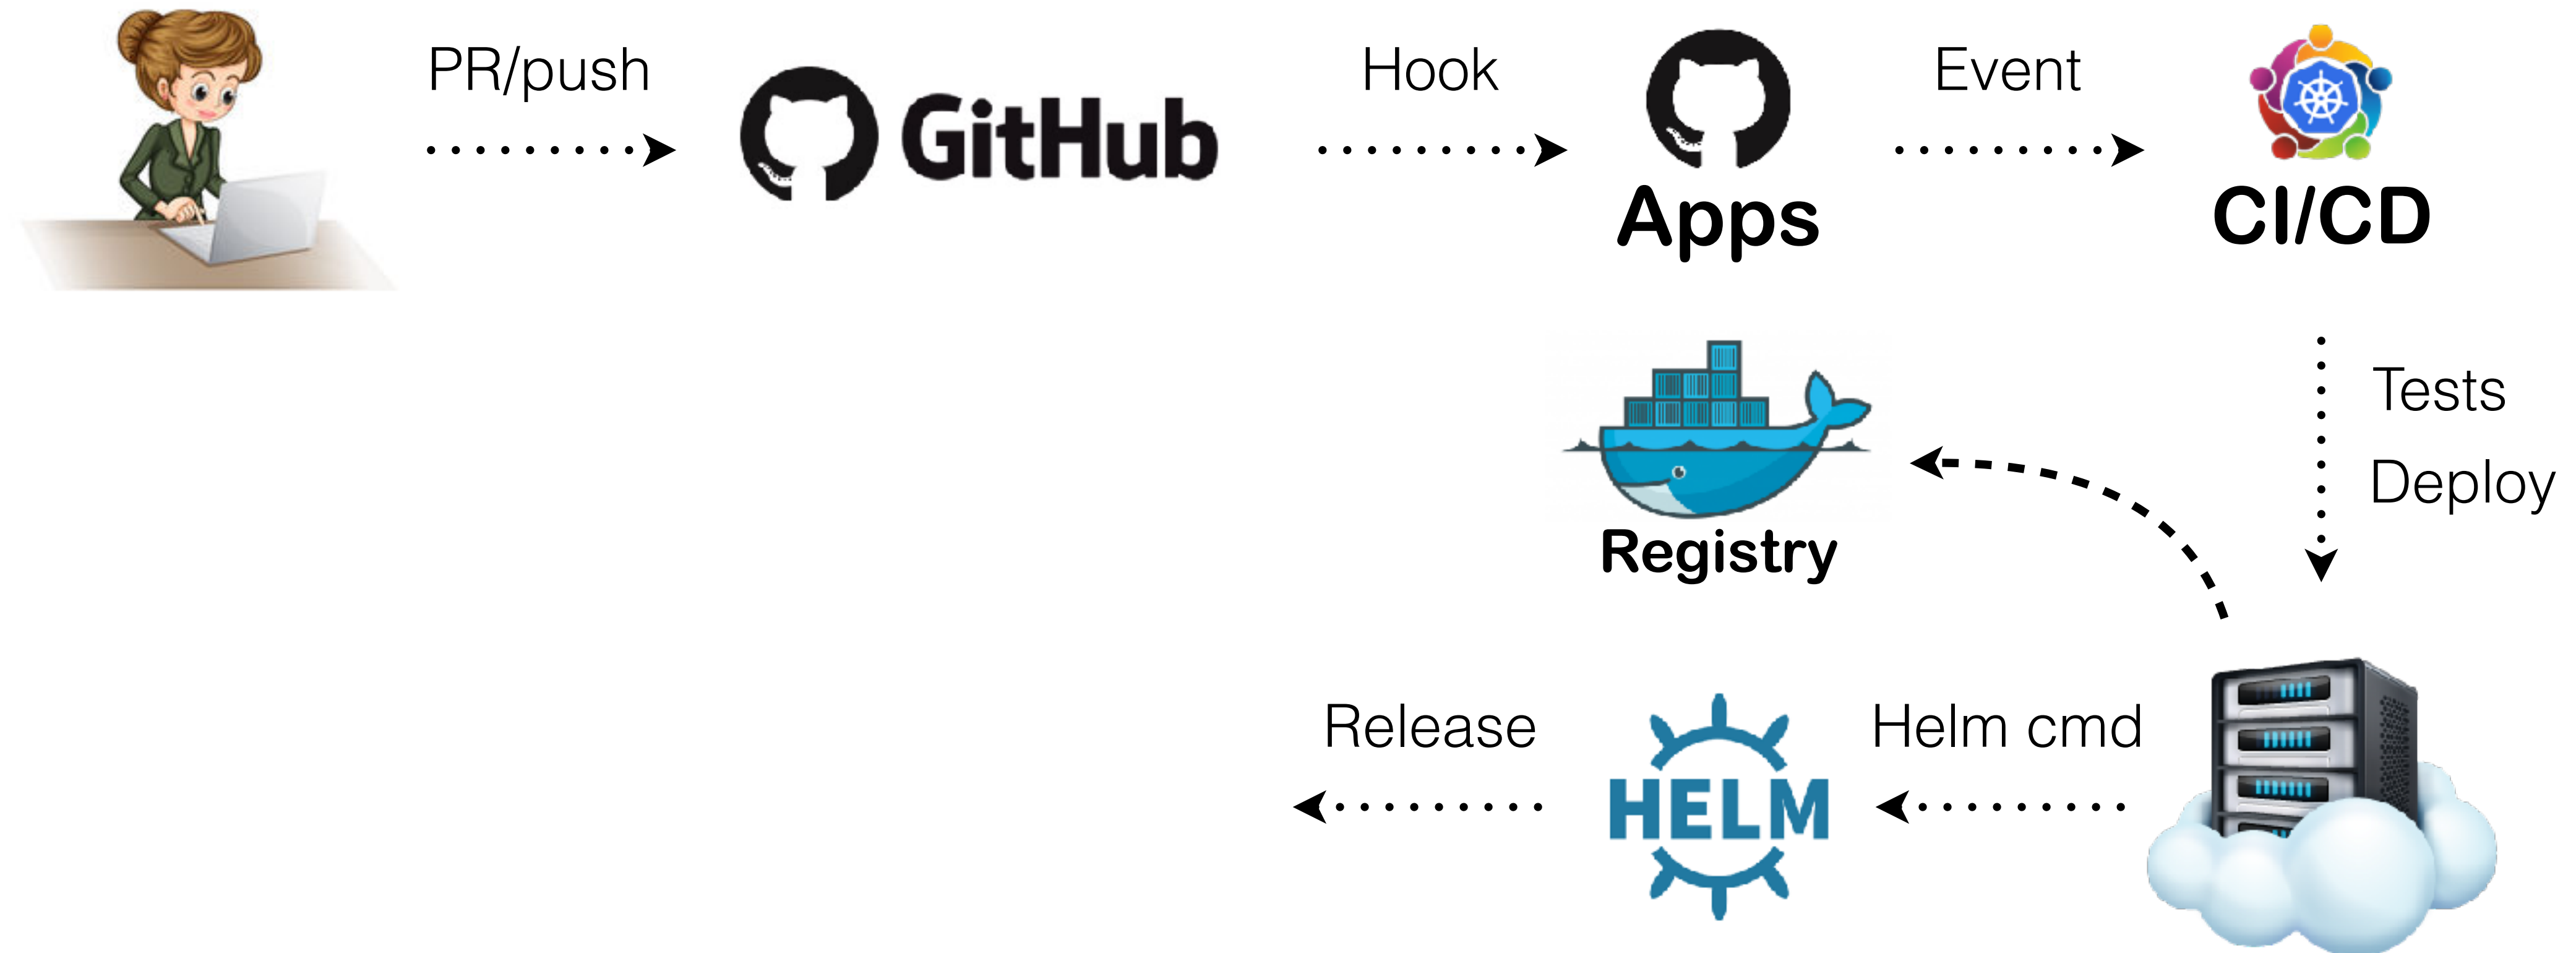 PR/push
GitHub
Hook
Apps
Event
CI/CD
Tests
Deploy
Registry
Release
HELM
Helm cmd